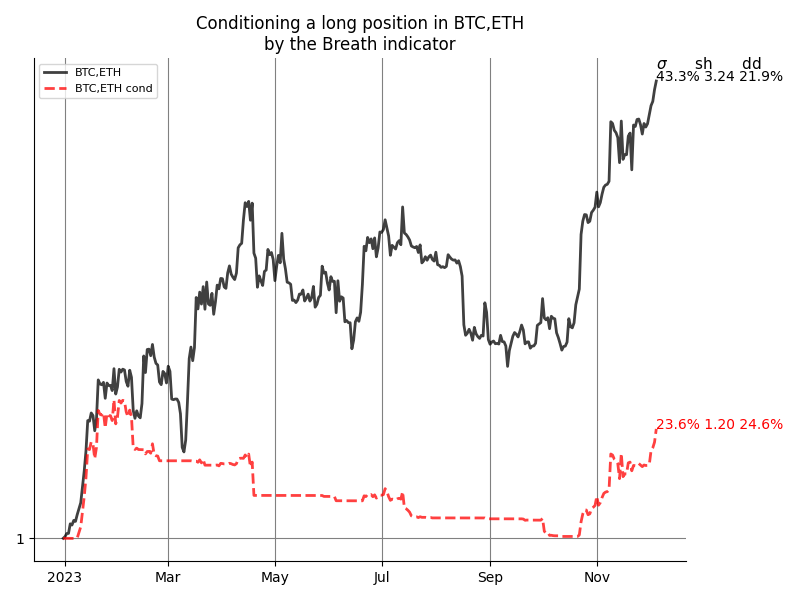 Conditioning a long position in BTC,ETH
by the Breath indicator
BTC,ETH
BTC,ETH cond
σ sh dd
43.3% 3.24 21.9%
23.6% 1.20 24.6%
1
2023 Mar May Jul Sep Nov